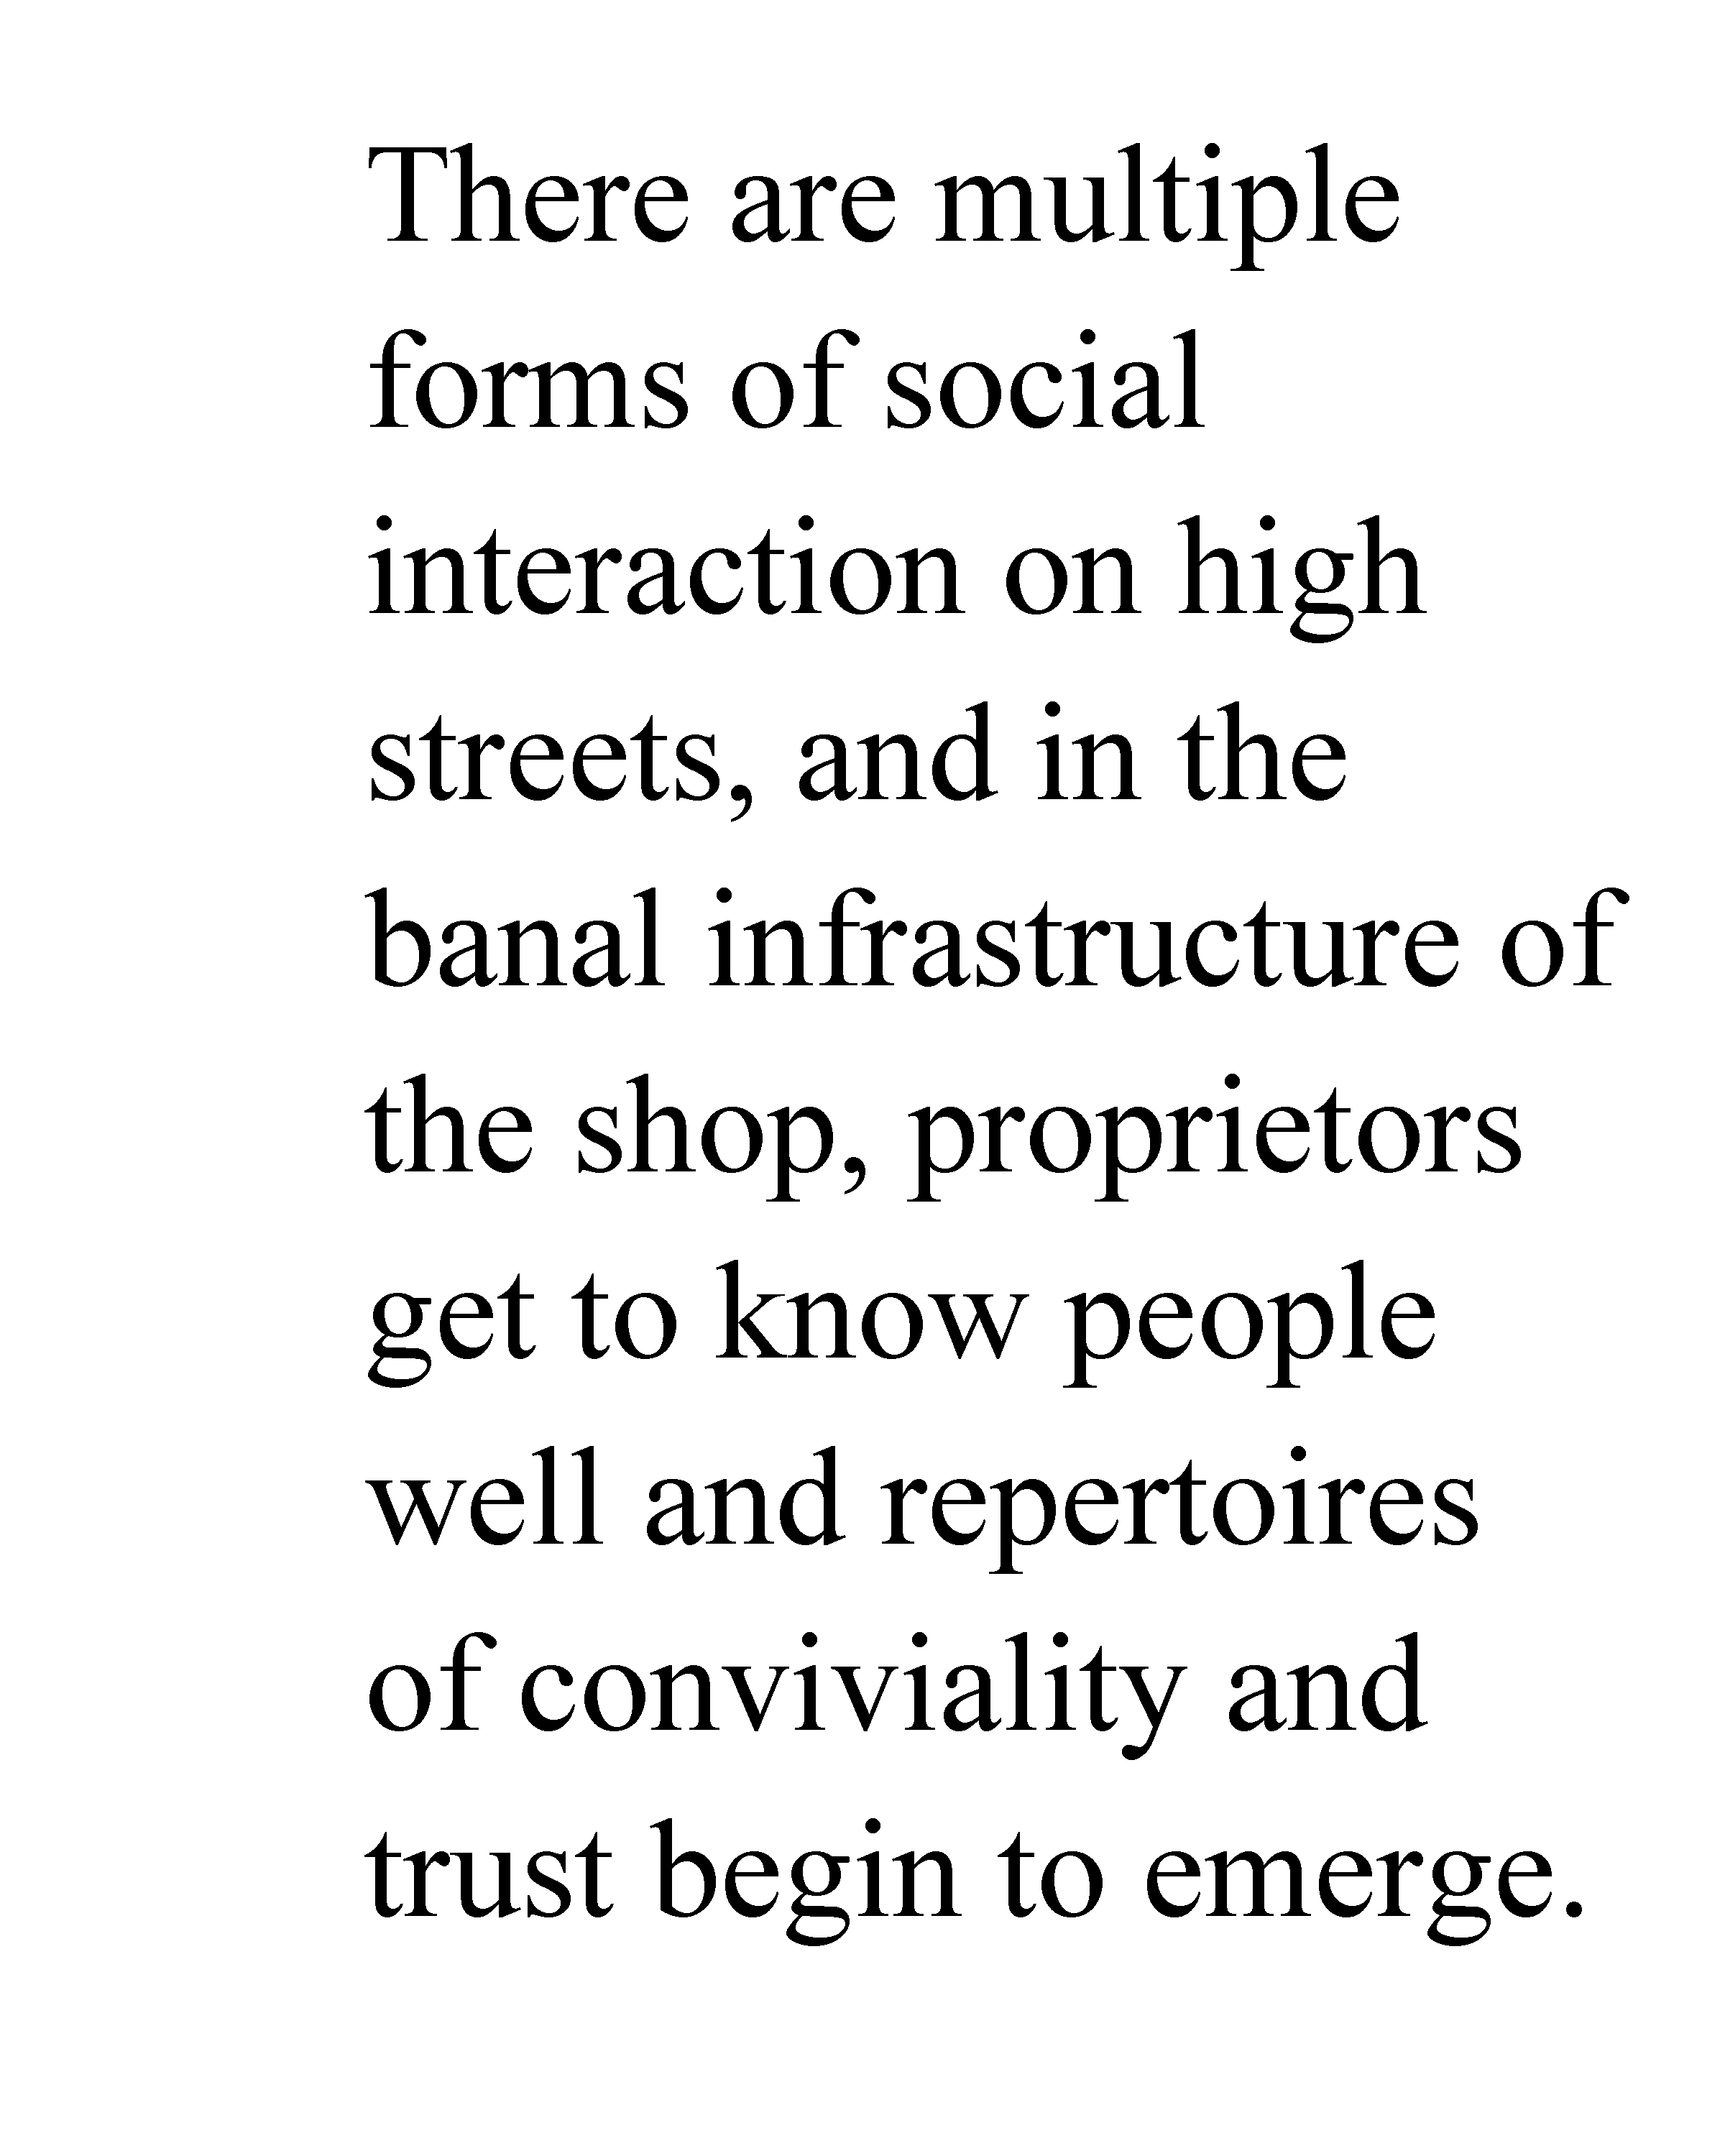 There are multiple
forms of social
interaction on high
streets, and in the
banal infrastructure of
the shop, proprietors
get to know people
well and repertoires
of conviviality and
trust begin to emerge.